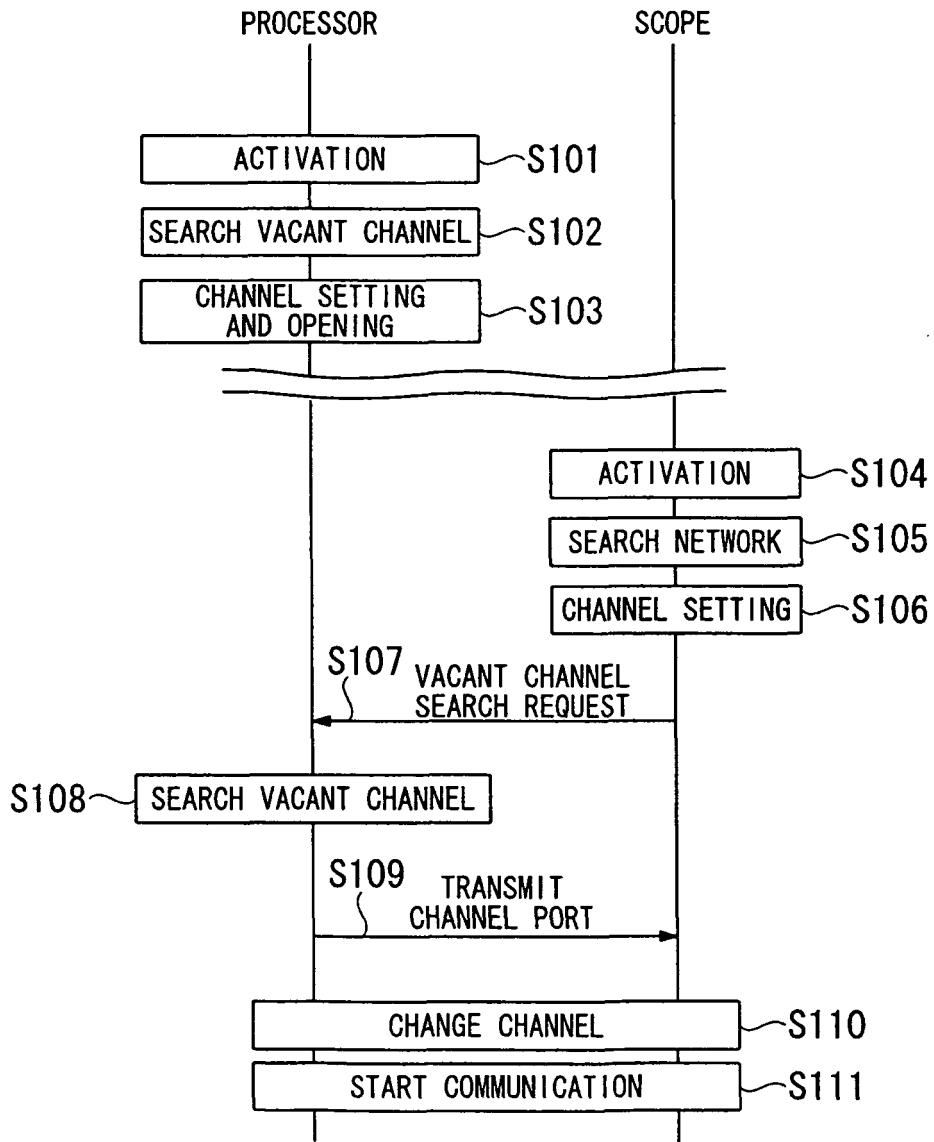 PROCESSOR SCOPE
ACTIVATION S101
SEARCH VACANT CHANNEL S102
CHANNEL SETTING
AND OPENING S103
ACTIVATION S104
SEARCH NETWORK S105
CHANNEL SETTING S106
S107 VACANT CHANNEL
SEARCH REQUEST
S108 SEARCH VACANT CHANNEL
S109 TRANSMIT
CHANNEL PORT
CHANGE CHANNEL S110
START COMMUNICATION S111